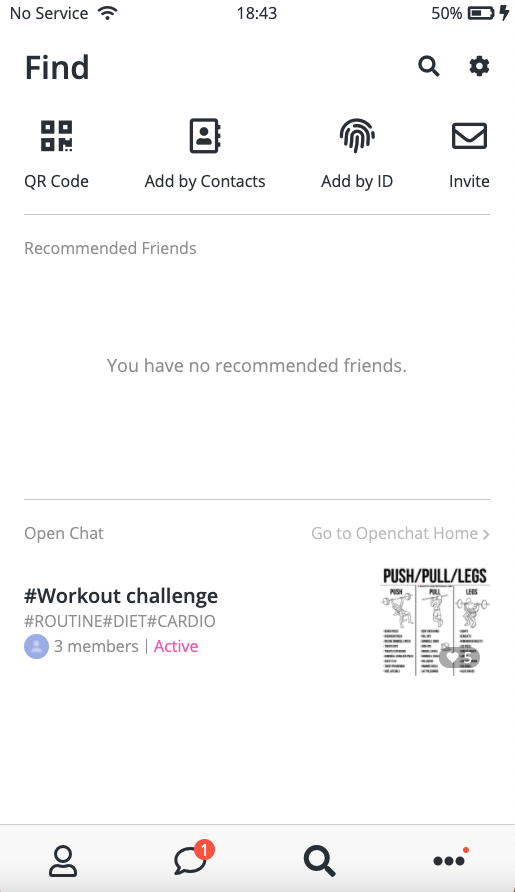 No Service 18:43 50%
Find
QR Code Add by Contacts Add by ID Invite
Recommended Friends
You have no recommended friends.
Open Chat Go to Openchat Home
#Workout challenge
#ROUTINE#DIET#CARDIO
3 members | Active
PUSH/PULL/LEGS
PUSH PULL LEGS
5
1